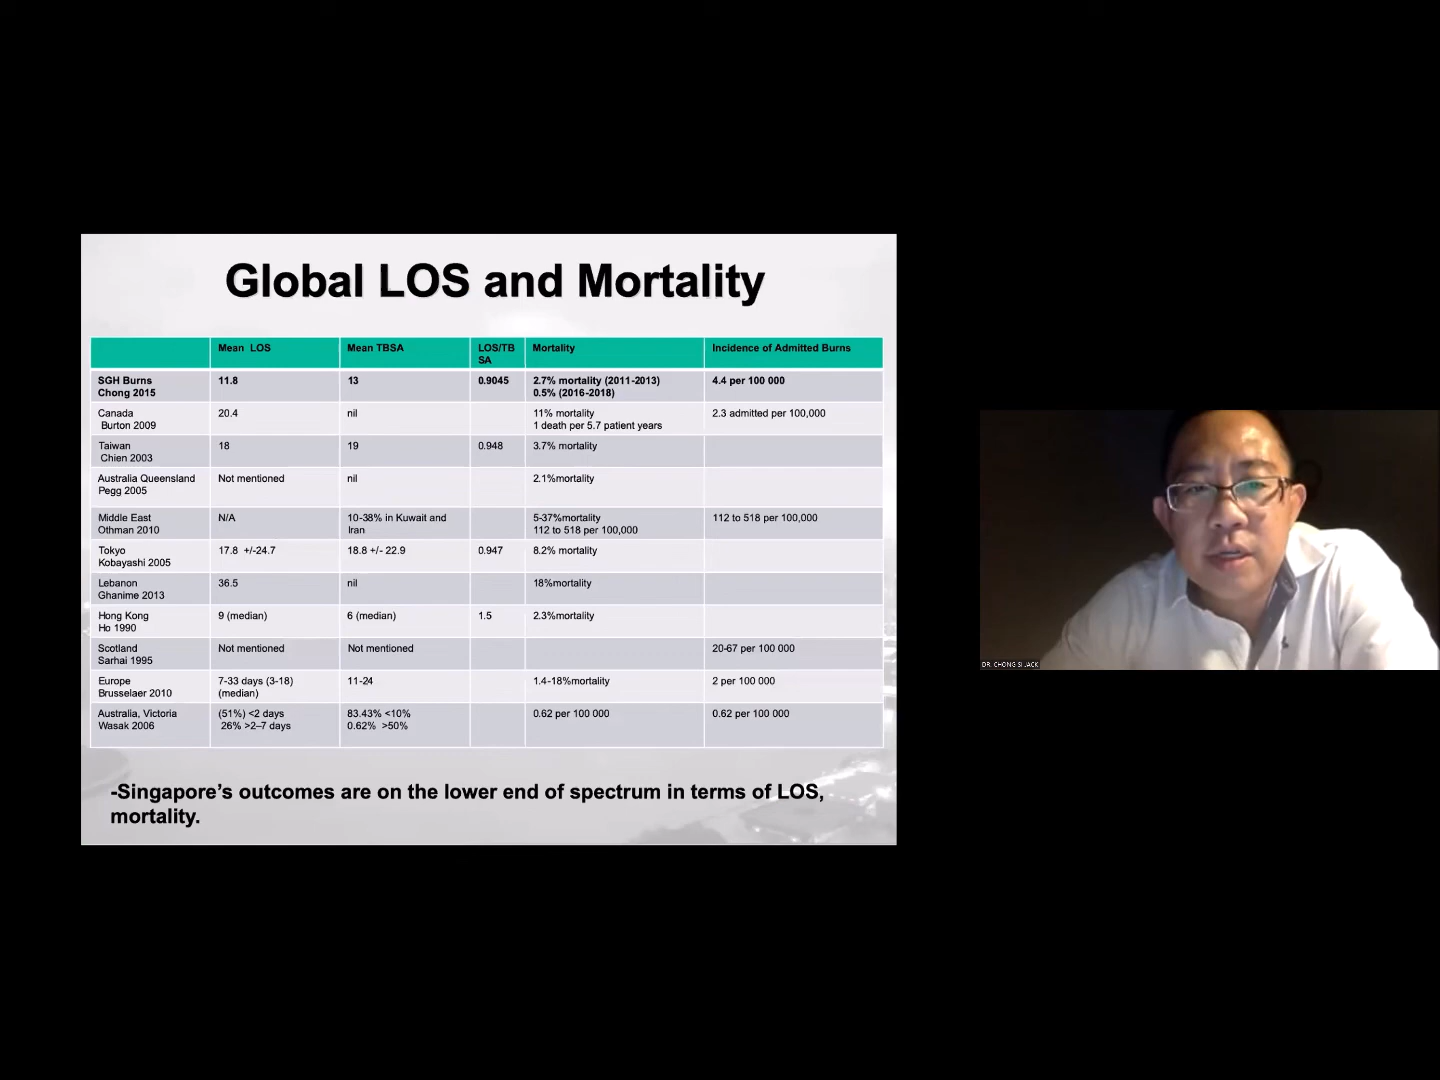 Global LOS and Mortality
Mean LOS
Mean TBSA
LOS/TB
SA
Mortality
Incidence of Admitted Burns
SGH Burns
Chong 2015
11.8
13
0.9045
2.7% mortality (2011-2013)
0.5% (2016-2018)
4.4 per 100 000
Canada
Burton 2009
20.4
nil
11% mortality
1 death per 5.7 patient years
2.3 admitted per 100,000
Taiwan
Chien 2003
18
19
0.948
3.7% mortality
Australia Queensland
Pegg 2005
Not mentioned
nil
2.1%mortality
Middle East
Othman 2010
N/A
10-38% in Kuwait and
Iran
5-37%mortality
112 to 518 per 100,000
112 to 518 per 100,000
Tokyo
Kobayashi 2005
17.8 +/-24.7
18.8 +/- 22.9
0.947
8.2% mortality
Lebanon
Ghanime 2013
36.5
nil
18%mortality
Hong Kong
Ho 1990
9 (median)
6 (median)
1.5
2.3%mortality
Scotland
Sarhai 1995
Not mentioned
Not mentioned
20-67 per 100 000
Europe
Brusselaer 2010
7-33 days (3-18)
(median)
11-24
1.4-18%mortality
2 per 100 000
Australia, Victoria
Wasak 2006
(51%) <2 days
26% >2–7 days
83.43% <10%
0.62% >50%
0.62 per 100 000
0.62 per 100 000
-Singapore’s outcomes are on the lower end of spectrum in terms of LOS,
mortality.
DR. CHONG SI JACK